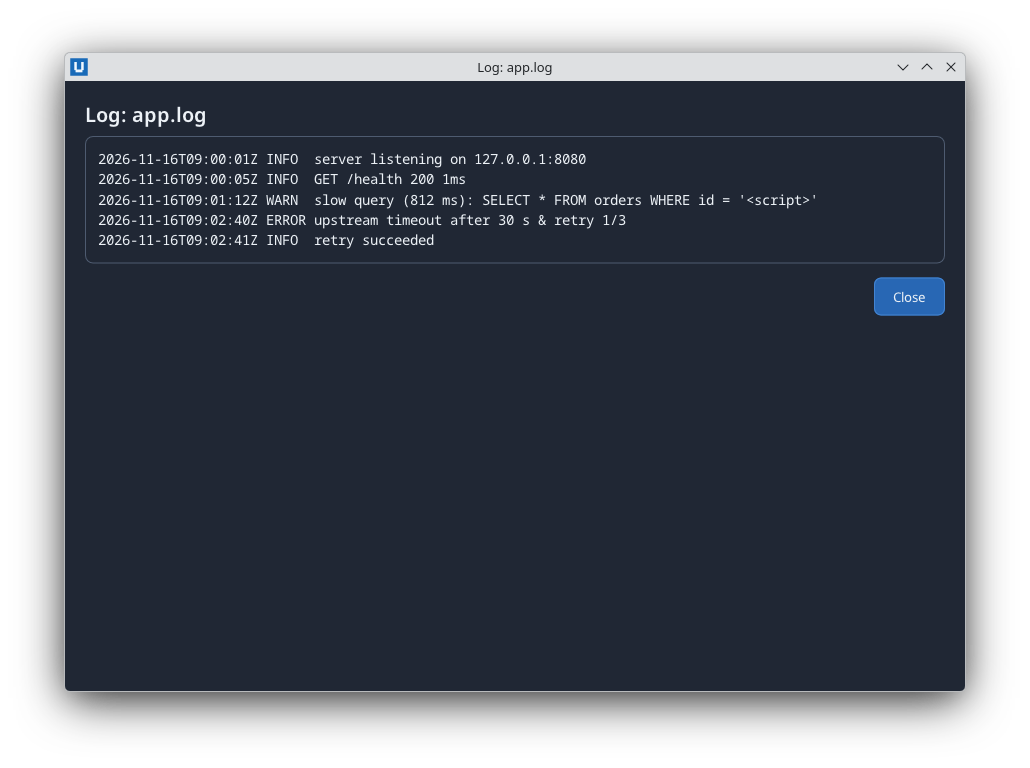 Log: app.log
Log: app.log
2026-11-16T09:00:01Z INFO  server listening on 127.0.0.1:8080
2026-11-16T09:00:05Z INFO  GET /health 200 1ms
2026-11-16T09:01:12Z WARN  slow query (812 ms): SELECT * FROM orders WHERE id = '<script>'
2026-11-16T09:02:40Z ERROR upstream timeout after 30 s & retry 1/3
2026-11-16T09:02:41Z INFO  retry succeeded
Close